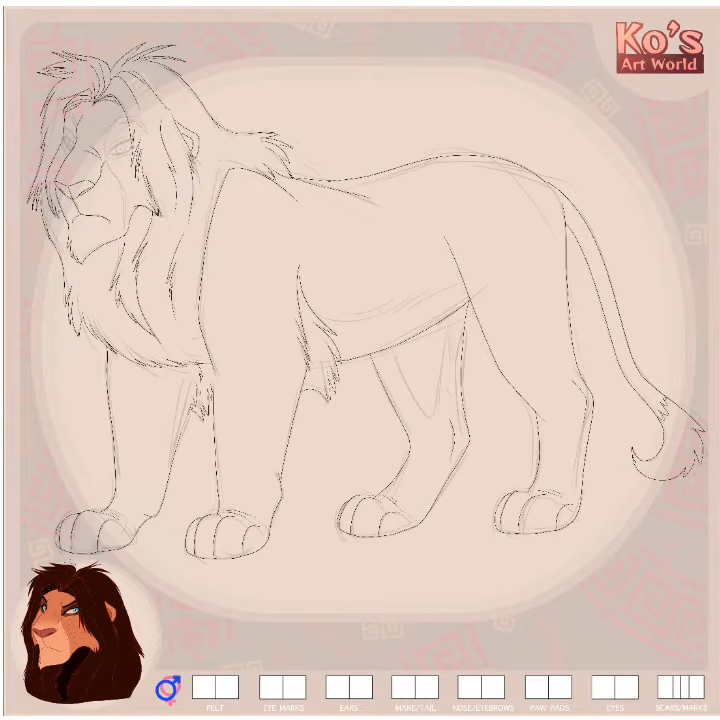 Ko's
Art World
PELT
EYE MARKS
EARS
MANE/TAIL
NOSE/EYEBROWS
PAW PADS
EYES
SCARS/MARKS